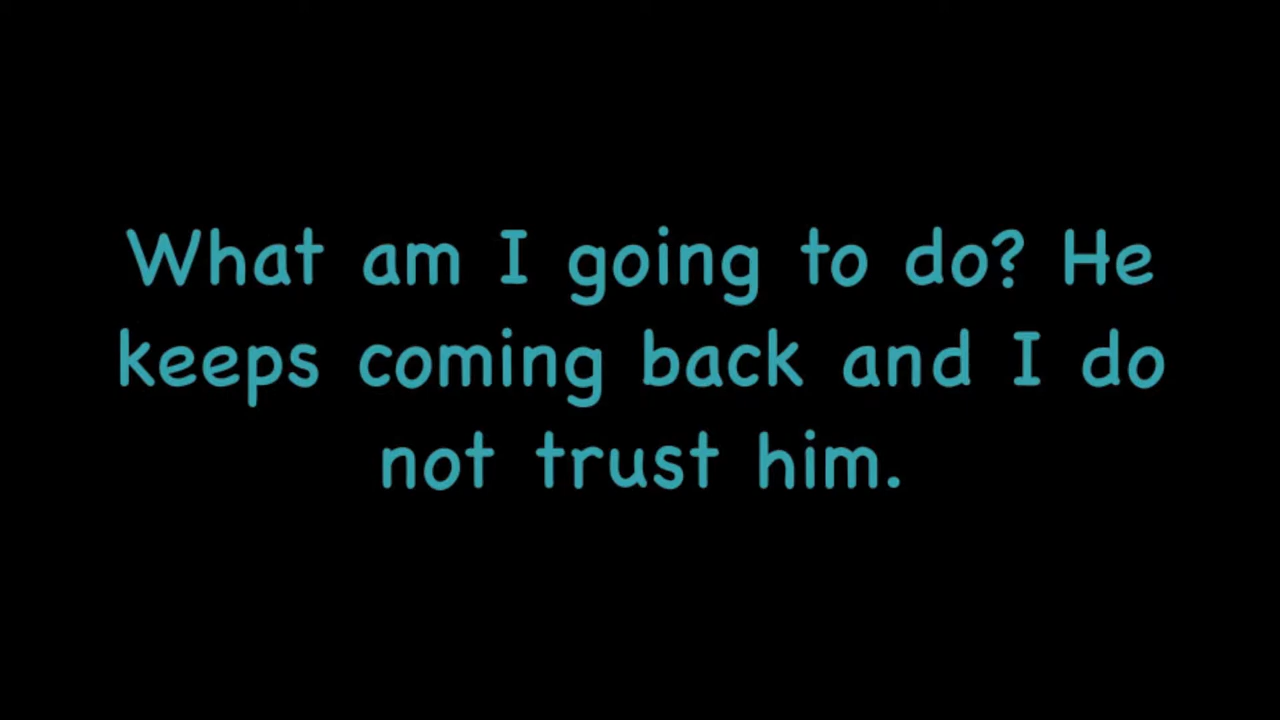 What am I going to do? He
keeps coming back and I do
not trust him.